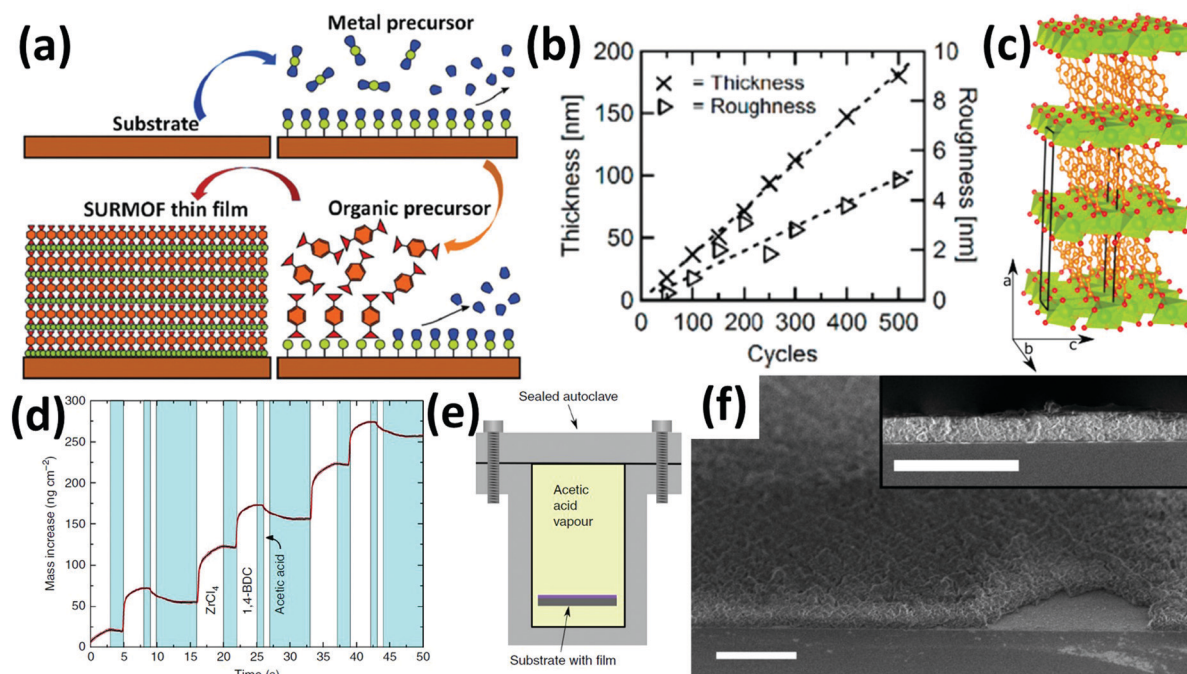 (a)
Metal precursor
Substrate
SURMOF thin film
Organic precursor
(b)
200
150
100
50
0
Thickness [nm]
× = Thickness
▷ = Roughness
10
8
6
4
2
0
Roughness [nm]
0 100 200 300 400 500
Cycles
(c)
a
b
c
(d)
300
250
200
150
100
50
0
Mass increase (ng cm⁻²)
ZrCl₄
1,4-BDC
Acetic acid
0 5 10 15 20 25 30 35 40 45 50
(e)
Sealed autoclave
Acetic
acid
vapour
Substrate with film
(f)